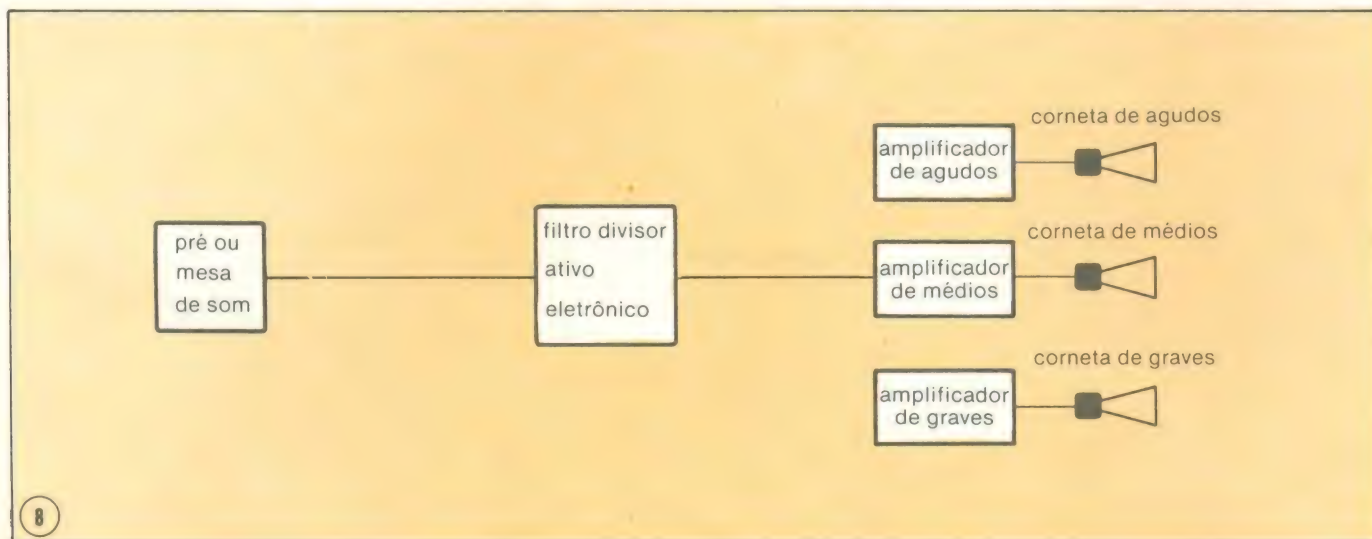 pré ou
mesa
de som
filtro divisor
ativo
eletrônico
corneta de agudos
amplificador
de agudos
corneta de médios
amplificador
de médios
corneta de graves
amplificador
de graves
8